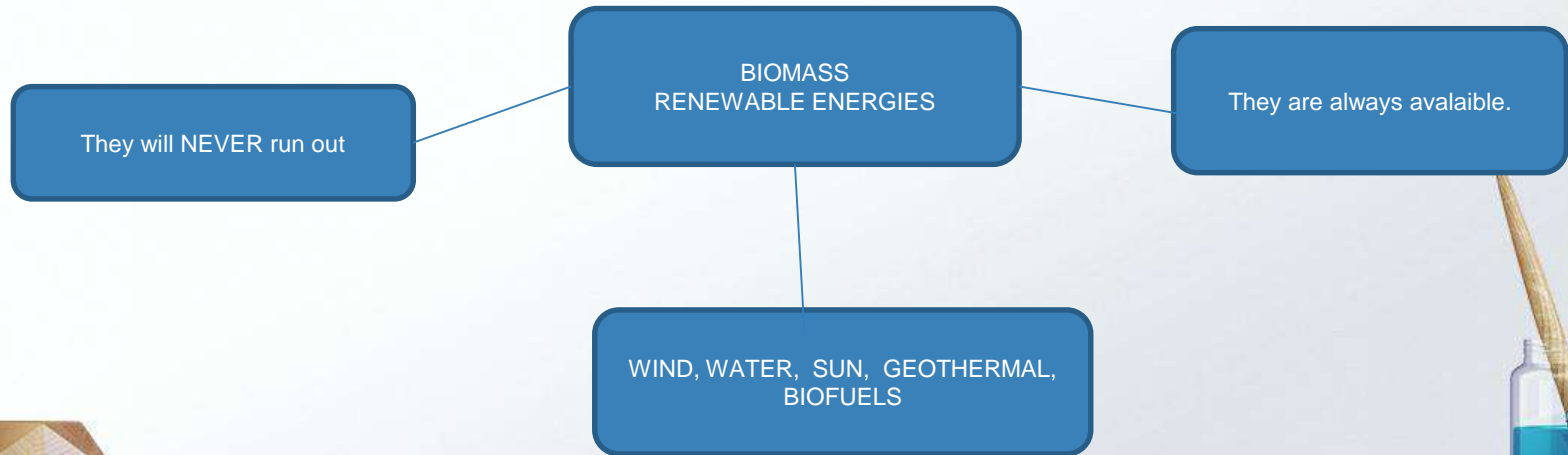 BIOMASS
RENEWABLE ENERGIES
They will NEVER run out
They are always avalaible.
WIND, WATER, SUN, GEOTHERMAL,
BIOFUELS